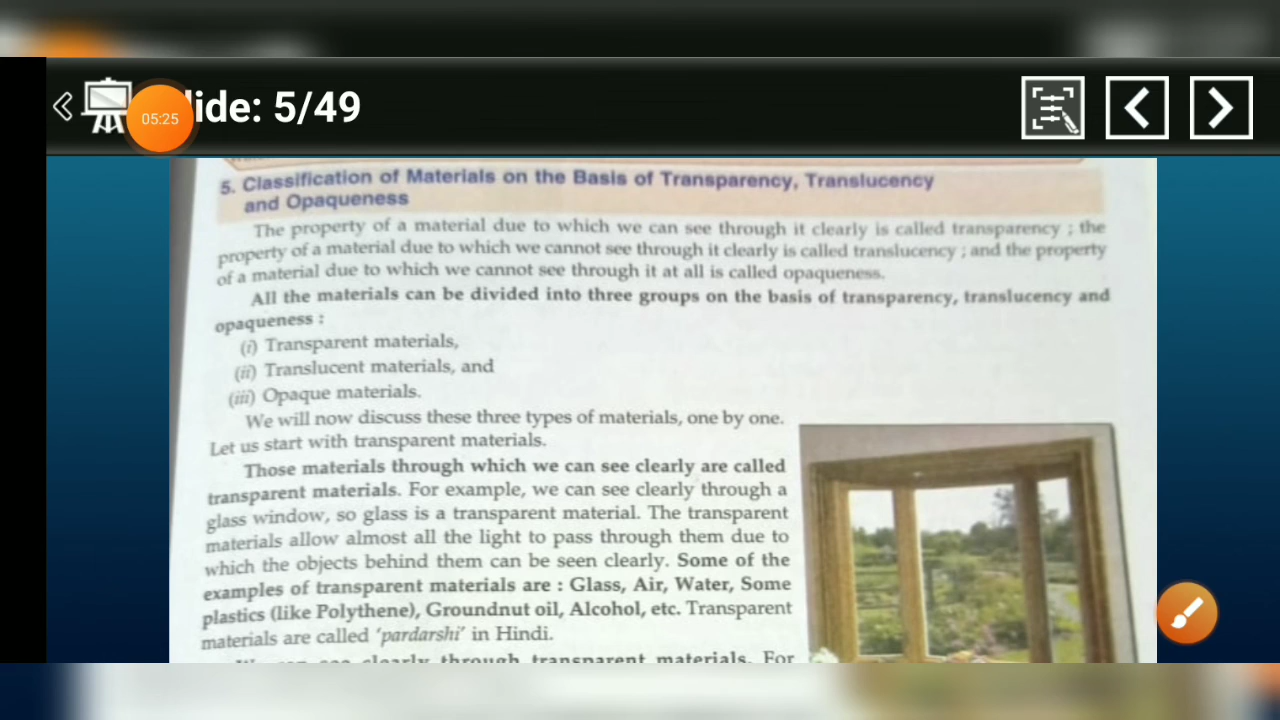 05:25
lide: 5/49
5. Classification of Materials on the Basis of Transparency, Translucency
and Opaqueness
The property of a material due to which we can see through it clearly is called transparency ; the
property of a material due to which we cannot see through it clearly is called translucency ; and the property
of a material due to which we cannot see through it at all is called opaqueness.
All the materials can be divided into three groups on the basis of transparency, translucency and
opaqueness :
(i) Transparent materials,
(ii) Translucent materials, and
(iii) Opaque materials.
We will now discuss these three types of materials, one by one.
Let us start with transparent materials.
Those materials through which we can see clearly are called
transparent materials. For example, we can see clearly through a
glass window, so glass is a transparent material. The transparent
materials allow almost all the light to pass through them due to
which the objects behind them can be seen clearly. Some of the
examples of transparent materials are : Glass, Air, Water, Some
plastics (like Polythene), Groundnut oil, Alcohol, etc. Transparent
materials are called 'pardarshi' in Hindi.
clearly through transparent materials. For